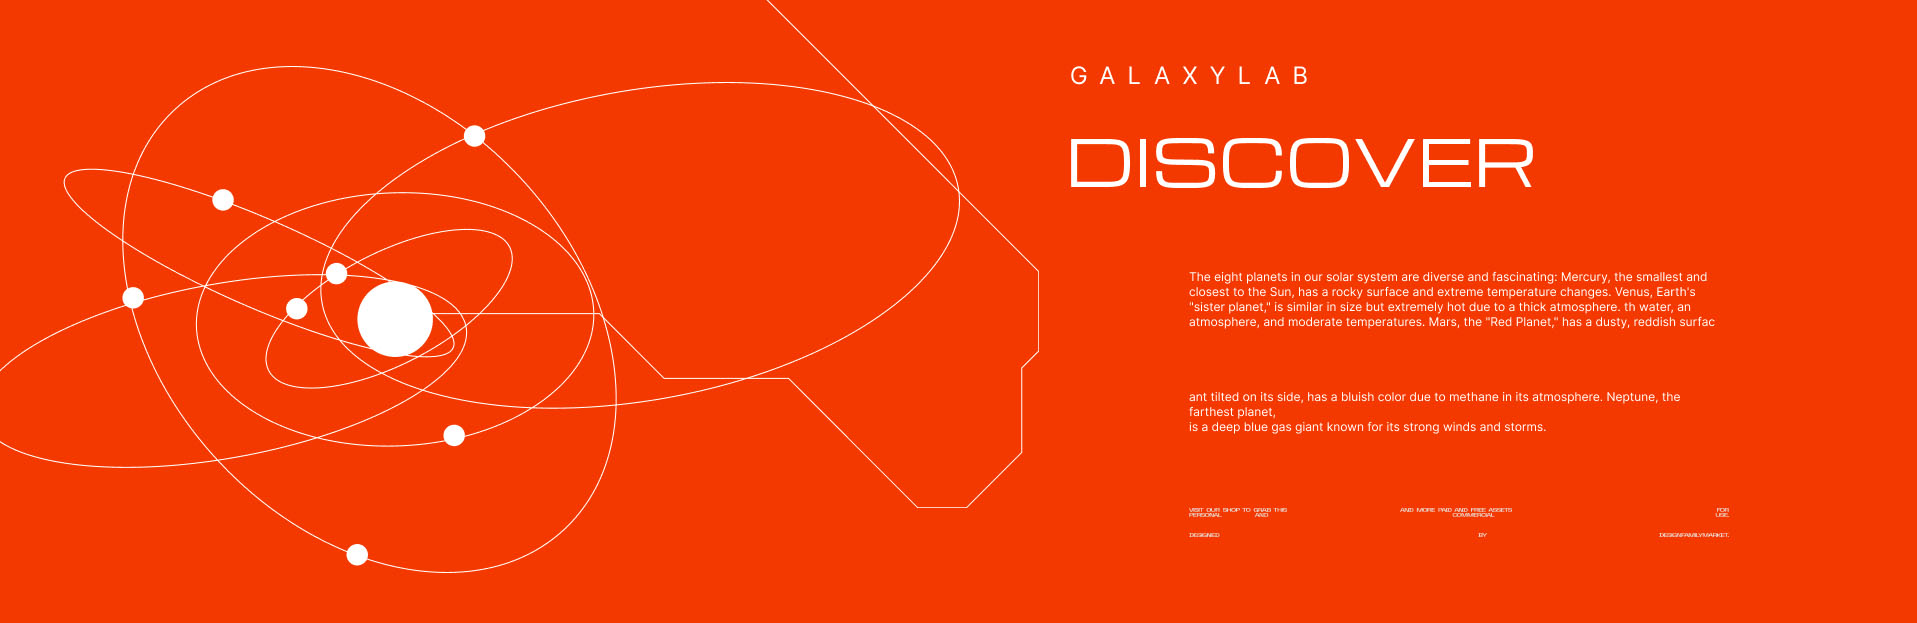 GALAXYLAB
DISCOVER
The eight planets in our solar system are diverse and fascinating: Mercury, the smallest and
closest to the Sun, has a rocky surface and extreme temperature changes. Venus, Earth's
"sister planet," is similar in size but extremely hot due to a thick atmosphere. th water, an
atmosphere, and moderate temperatures. Mars, the "Red Planet," has a dusty, reddish surfac
ant tilted on its side, has a bluish color due to methane in its atmosphere. Neptune, the
farthest planet,
is a deep blue gas giant known for its strong winds and storms.
VISIT OUR SHOP TO GRAB THIS AND MORE PAID AND FREE ASSETS FOR
PERSONAL AND COMMERCIAL USE.
DESIGNED BY DESIGNFAMILYMARKET.